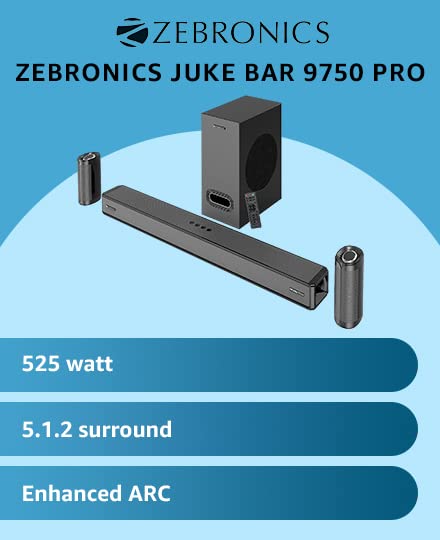 ZEBRONICS
ZEBRONICS JUKE BAR 9750 PRO
525 watt
5.1.2 surround
Enhanced ARC